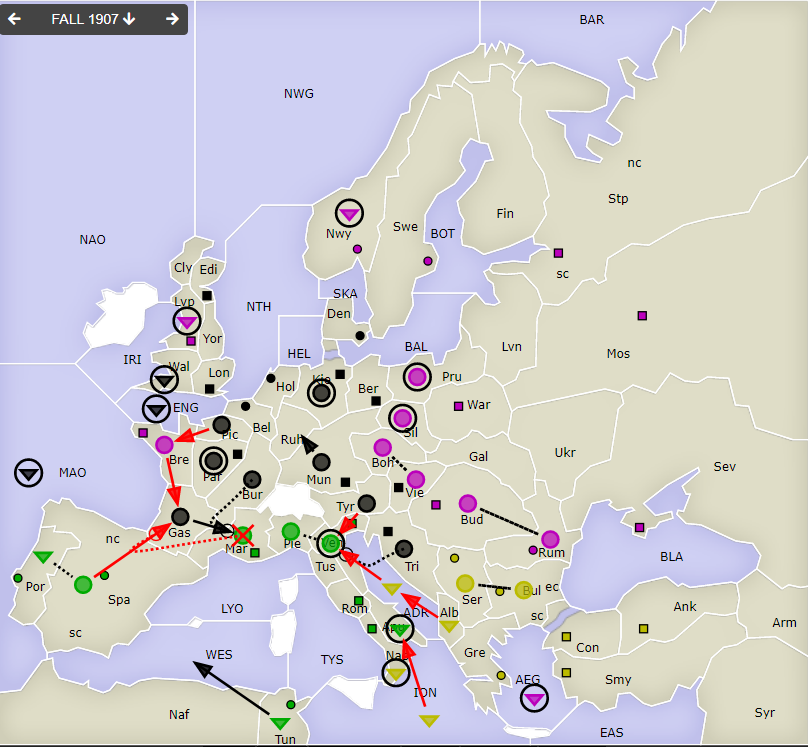 FALL 1907
BAR
NWG
nc
Stp
NAO
Nwy
Swe
BOT
Fin
sc
Cly
Edi
Lvp
NTH
SKA
Den
Mos
IRI
Yor
HEL
BAL
Lvn
Wal
Lon
Hol
Kie
Ber
Pru
ENG
Pic
Bel
Ruh
Sil
War
Bre
Boh
Gal
Ukr
MAO
Par
Bur
Mun
Vie
Sev
Tyr
nc
Gas
Bud
Mar
Pie
Ven
Tri
Rum
BLA
Por
Spa
Tus
Ser
Bul
ec
sc
LYO
Rom
ADR
Alb
sc
Ank
Arm
Apu
Con
WES
TYS
Nap
Gre
Smy
ION
AEG
Naf
Tun
EAS
Syr